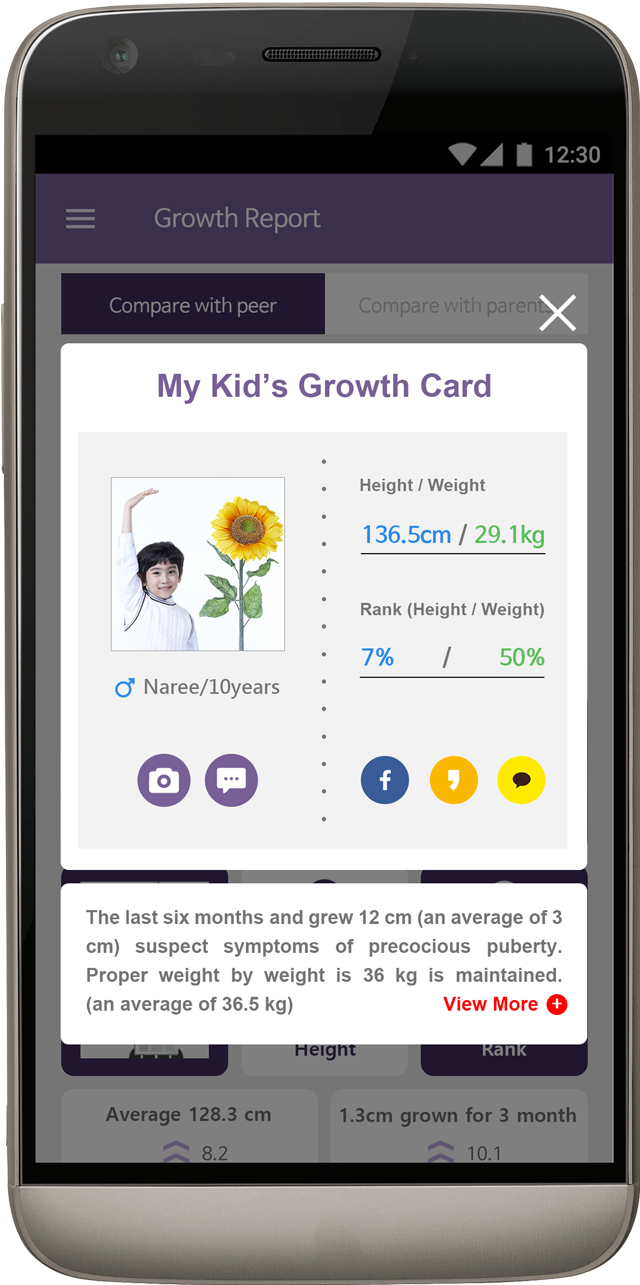 12:30
Growth Report
Compare with peer
Compare with parent
My Kid's Growth Card
Height / Weight
136.5cm / 29.1kg
Rank (Height / Weight)
7% / 50%
Naree/10years
The last six months and grew 12 cm (an average of 3
cm) suspect symptoms of precocious puberty.
Proper weight by weight is 36 kg is maintained.
(an average of 36.5 kg) View More
Height
Rank
Average 128.3 cm
1.3cm grown for 3 month
8.2
10.1